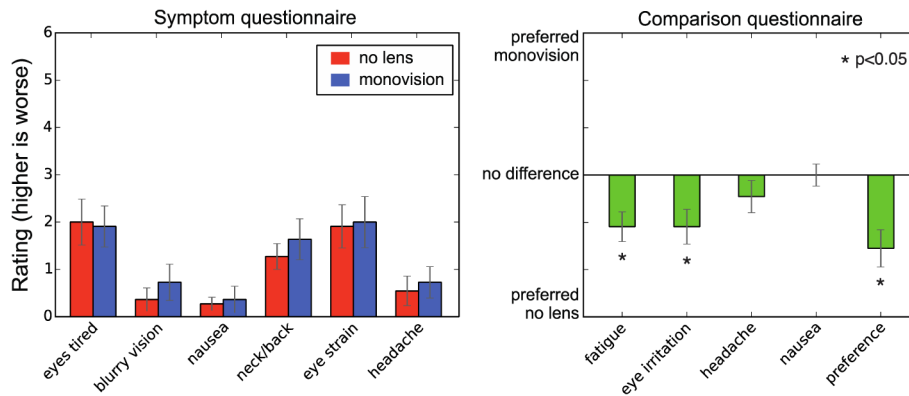 Symptom questionnaire
Rating (higher is worse)
6
5
4
3
2
1
0
no lens
monovision
eyes tired
blurry vision
nausea
neck/back
eye strain
headache
Comparison questionnaire
preferred
monovision
* p<0.05
no difference
*
*
*
preferred
no lens
fatigue
eye irritation
headache
nausea
preference